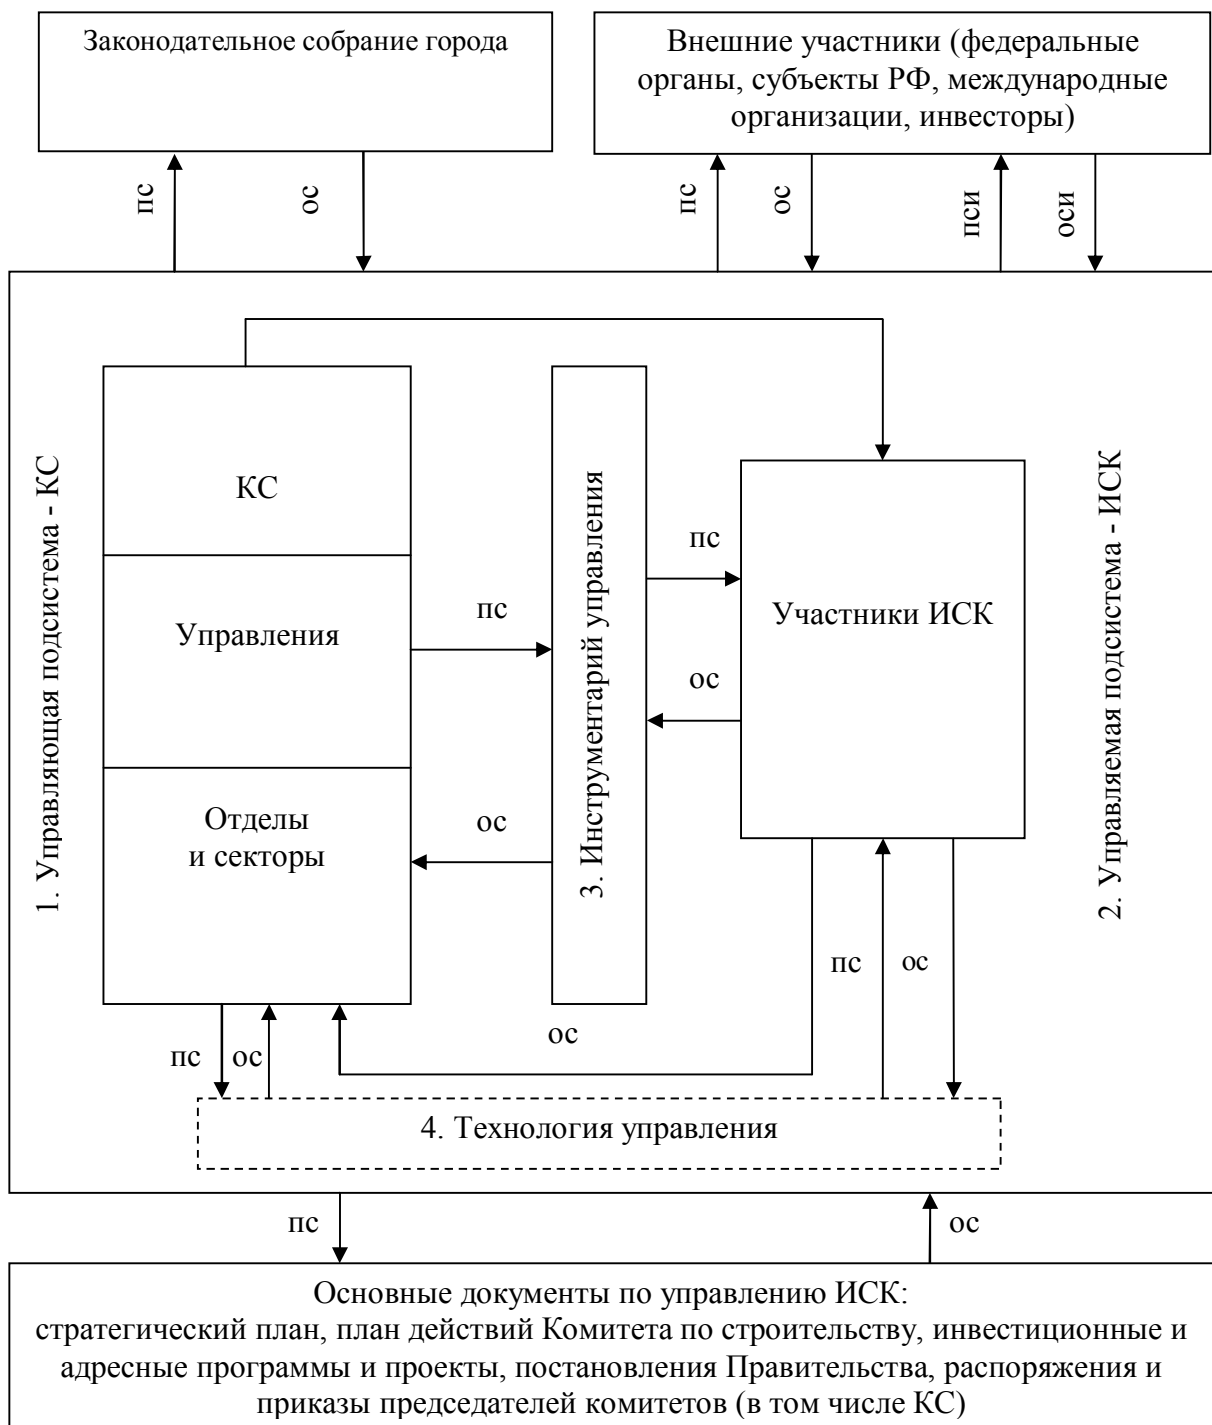 Законодательное собрание города
Внешние участники (федеральные
органы, субъекты РФ, международные
организации, инвесторы)
пс
ос
пс
ос
пси
оси
1. Управляющая подсистема - КС
КС
Управления
Отделы
и секторы
пс
ос
3. Инструментарий управления
пс
ос
Участники ИСК
2. Управляемая подсистема - ИСК
пс
ос
ос
пс
ос
4. Технология управления
пс
ос
Основные документы по управлению ИСК:
стратегический план, план действий Комитета по строительству, инвестиционные и
адресные программы и проекты, постановления Правительства, распоряжения и
приказы председателей комитетов (в том числе КС)